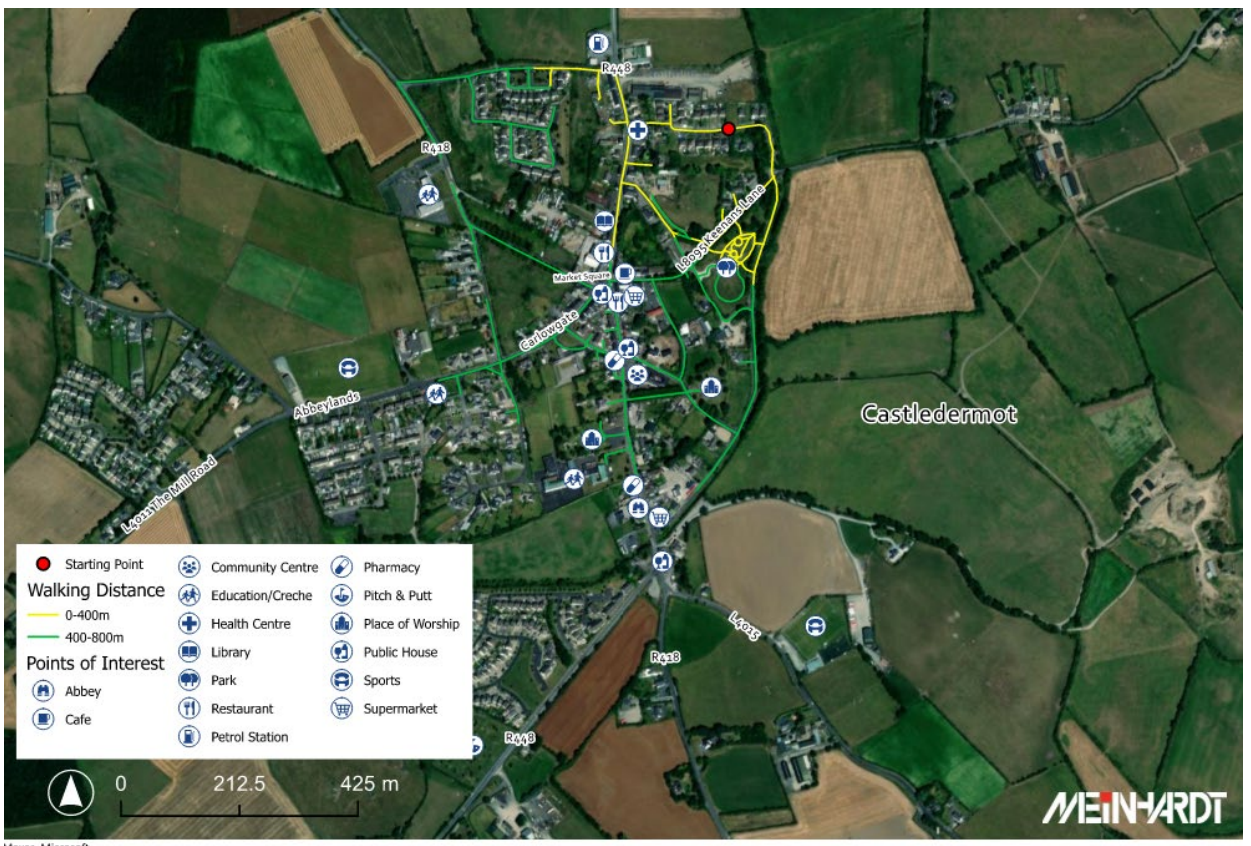 R448
R418
L8095 Keenans Lane
Market Square
Carlowgate
Abbeylands
Castledermot
L4011 The Mill Road
L4015
R418
R448
Starting Point
Walking Distance
0-400m
400-800m
Points of Interest
Abbey
Cafe
Community Centre
Education/Creche
Health Centre
Library
Park
Restaurant
Petrol Station
Pharmacy
Pitch & Putt
Place of Worship
Public House
Sports
Supermarket
0 212.5 425 m
MEINHARDT
Microsoft